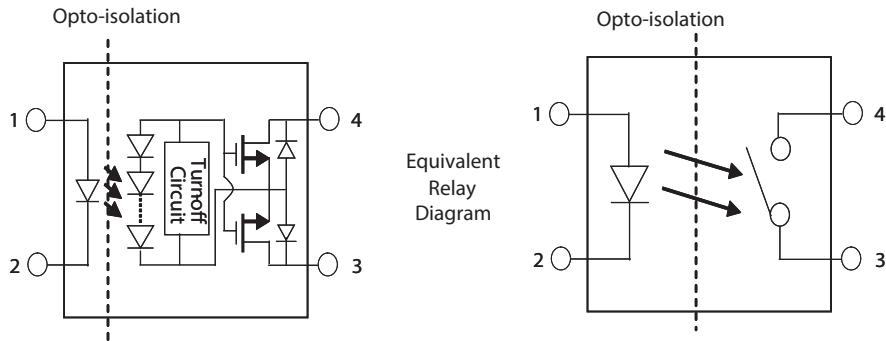 Opto-isolation
1
2
Turnoff
Circuit
4
3
Equivalent
Relay
Diagram
Opto-isolation
1
2
4
3